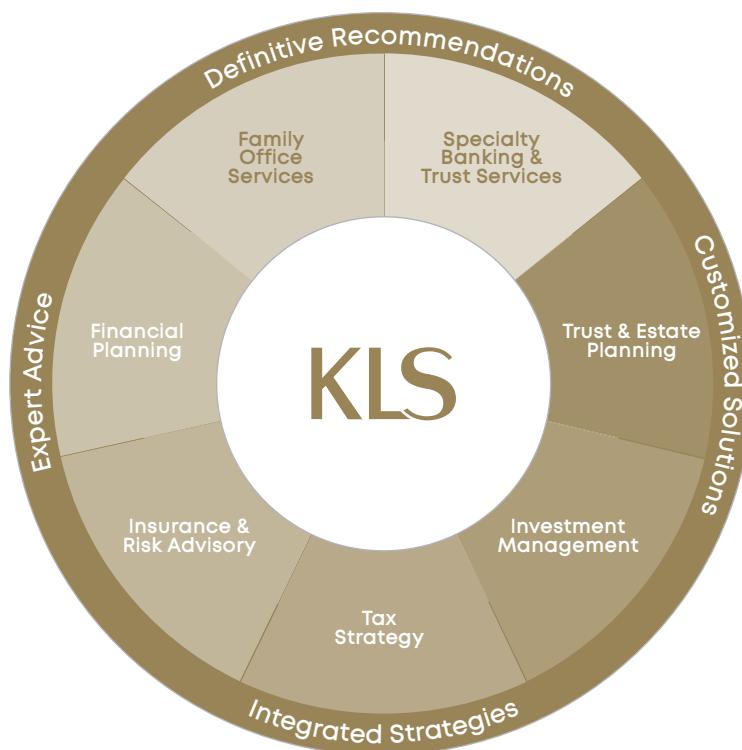 Definitive Recommendations
Family
Office
Services
Specialty
Banking &
Trust Services
Customized Solutions
Trust & Estate
Planning
Financial
Planning
Expert Advice
KLS
Insurance &
Risk Advisory
Investment
Management
Tax
Strategy
Integrated Strategies